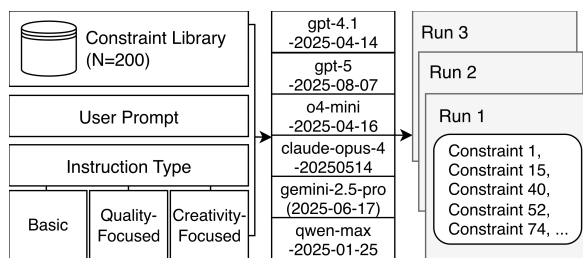 Constraint Library
(N=200)
User Prompt
Instruction Type
Basic
Quality-
Focused
Creativity-
Focused
gpt-4.1
-2025-04-14
gpt-5
-2025-08-07
o4-mini
-2025-04-16
claude-opus-4
-20250514
gemini-2.5-pro
(2025-06-17)
qwen-max
-2025-01-25
Run 3
Run 2
Run 1
Constraint 1,
Constraint 15,
Constraint 40,
Constraint 52,
Constraint 74, ...